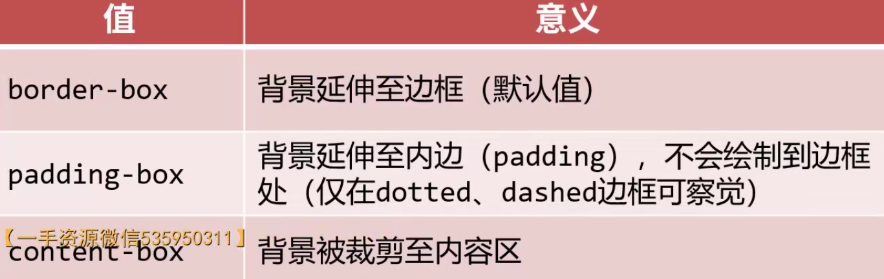 值 意义
border-box 背景延伸至边框（默认值）
padding-box 背景延伸至内边（padding），不会绘制到边框
处（仅在dotted、dashed边框可察觉）
【一手资源微信535950311】
content-box 背景被裁剪至内容区